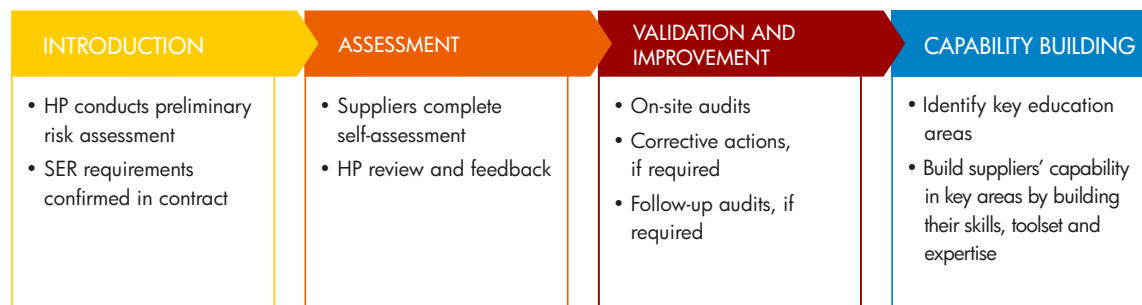 INTRODUCTION
• HP conducts preliminary
risk assessment
• SER requirements
confirmed in contract
ASSESSMENT
• Suppliers complete
self-assessment
• HP review and feedback
VALIDATION AND
IMPROVEMENT
• On-site audits
• Corrective actions,
if required
• Follow-up audits, if
required
CAPABILITY BUILDING
• Identify key education
areas
• Build suppliers’ capability
in key areas by building
their skills, toolset and
expertise